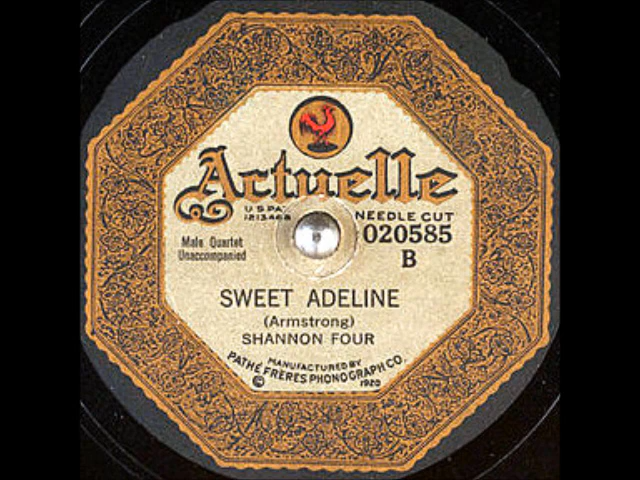 Actuelle
U.S. PAT
NEEDLE CUT
020585
B
Male Quartet
Unaccompanied
SWEET ADELINE
(Armstrong)
SHANNON FOUR
MANUFACTURED BY
PATHÉ FRÈRES PHONOGRAPH CO.
© 1920